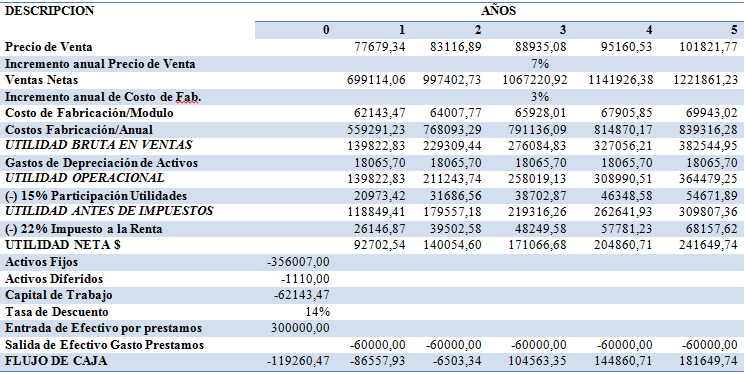 DESCRIPCION AÑOS
0 1 2 3 4 5
Precio de Venta 77679,34 83116,89 88935,08 95160,53 101821,77
Incremento anual Precio de Venta 7%
Ventas Netas 699114,06 997402,73 1067220,92 1141926,38 1221861,23
Incremento anual de Costo de Fab. 3%
Costo de Fabricación/Modulo 62143,47 64007,77 65928,01 67905,85 69943,02
Costos Fabricación/Anual 559291,23 768093,29 791136,09 814870,17 839316,28
UTILIDAD BRUTA EN VENTAS 139822,83 229309,44 276084,83 327056,21 382544,95
Gastos de Depreciación de Activos 18065,70 18065,70 18065,70 18065,70 18065,70
UTILIDAD OPERACIONAL 139822,83 211243,74 258019,13 308990,51 364479,25
(-) 15% Participación Utilidades 20973,42 31686,56 38702,87 46348,58 54671,89
UTILIDAD ANTES DE IMPUESTOS 118849,41 179557,18 219316,26 262641,93 309807,36
(-) 22% Impuesto a la Renta 26146,87 39502,58 48249,58 57781,23 68157,62
UTILIDAD NETA $ 92702,54 140054,60 171066,68 204860,71 241649,74
Activos Fijos -356007,00
Activos Diferidos -1110,00
Capital de Trabajo -62143,47
Tasa de Descuento 14%
Entrada de Efectivo por prestamos 300000,00
Salida de Efectivo Gasto Prestamos -60000,00 -60000,00 -60000,00 -60000,00 -60000,00
FLUJO DE CAJA -119260,47 -86557,93 -6503,34 104563,35 144860,71 181649,74